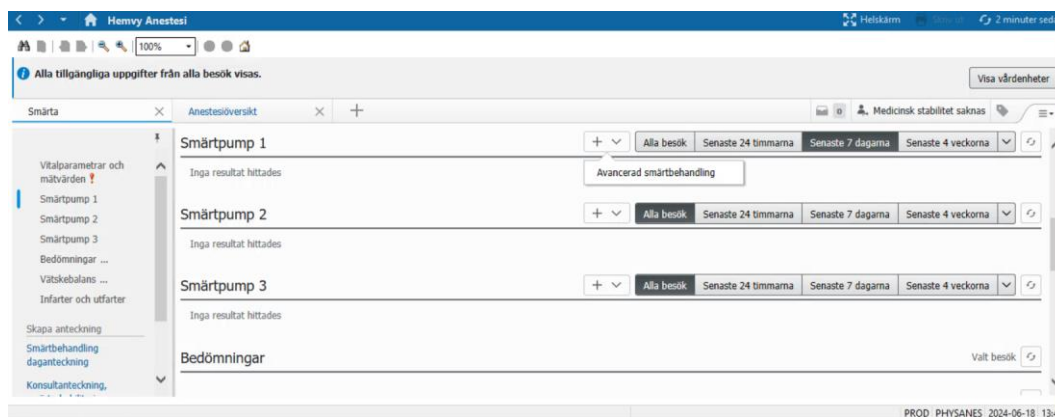 Hemvy Anestesi Helskärm Skriv ut 2 minuter seda
100%
Alla tillgängliga uppgifter från alla besök visas.
Visa vårdenheter
Smärta Anestesiöversikt 0 Medicinsk stabilitet saknas
Vitalparametrar och
mätvärden
Smärtpump 1
Smärtpump 2
Smärtpump 3
Bedömningar ...
Vätskebalans ...
Infarter och utfarter
Skapa anteckning
Smärtbehandling
daganteckning
Konsultanteckning,
Smärtpump 1 Alla besök Senaste 24 timmarna Senaste 7 dagarna Senaste 4 veckorna
Inga resultat hittades
Avancerad smärtbehandling
Smärtpump 2 Alla besök Senaste 24 timmarna Senaste 7 dagarna Senaste 4 veckorna
Inga resultat hittades
Smärtpump 3 Alla besök Senaste 24 timmarna Senaste 7 dagarna Senaste 4 veckorna
Inga resultat hittades
Bedömningar Valt besök
PROD PHYSANES 2024-06-18